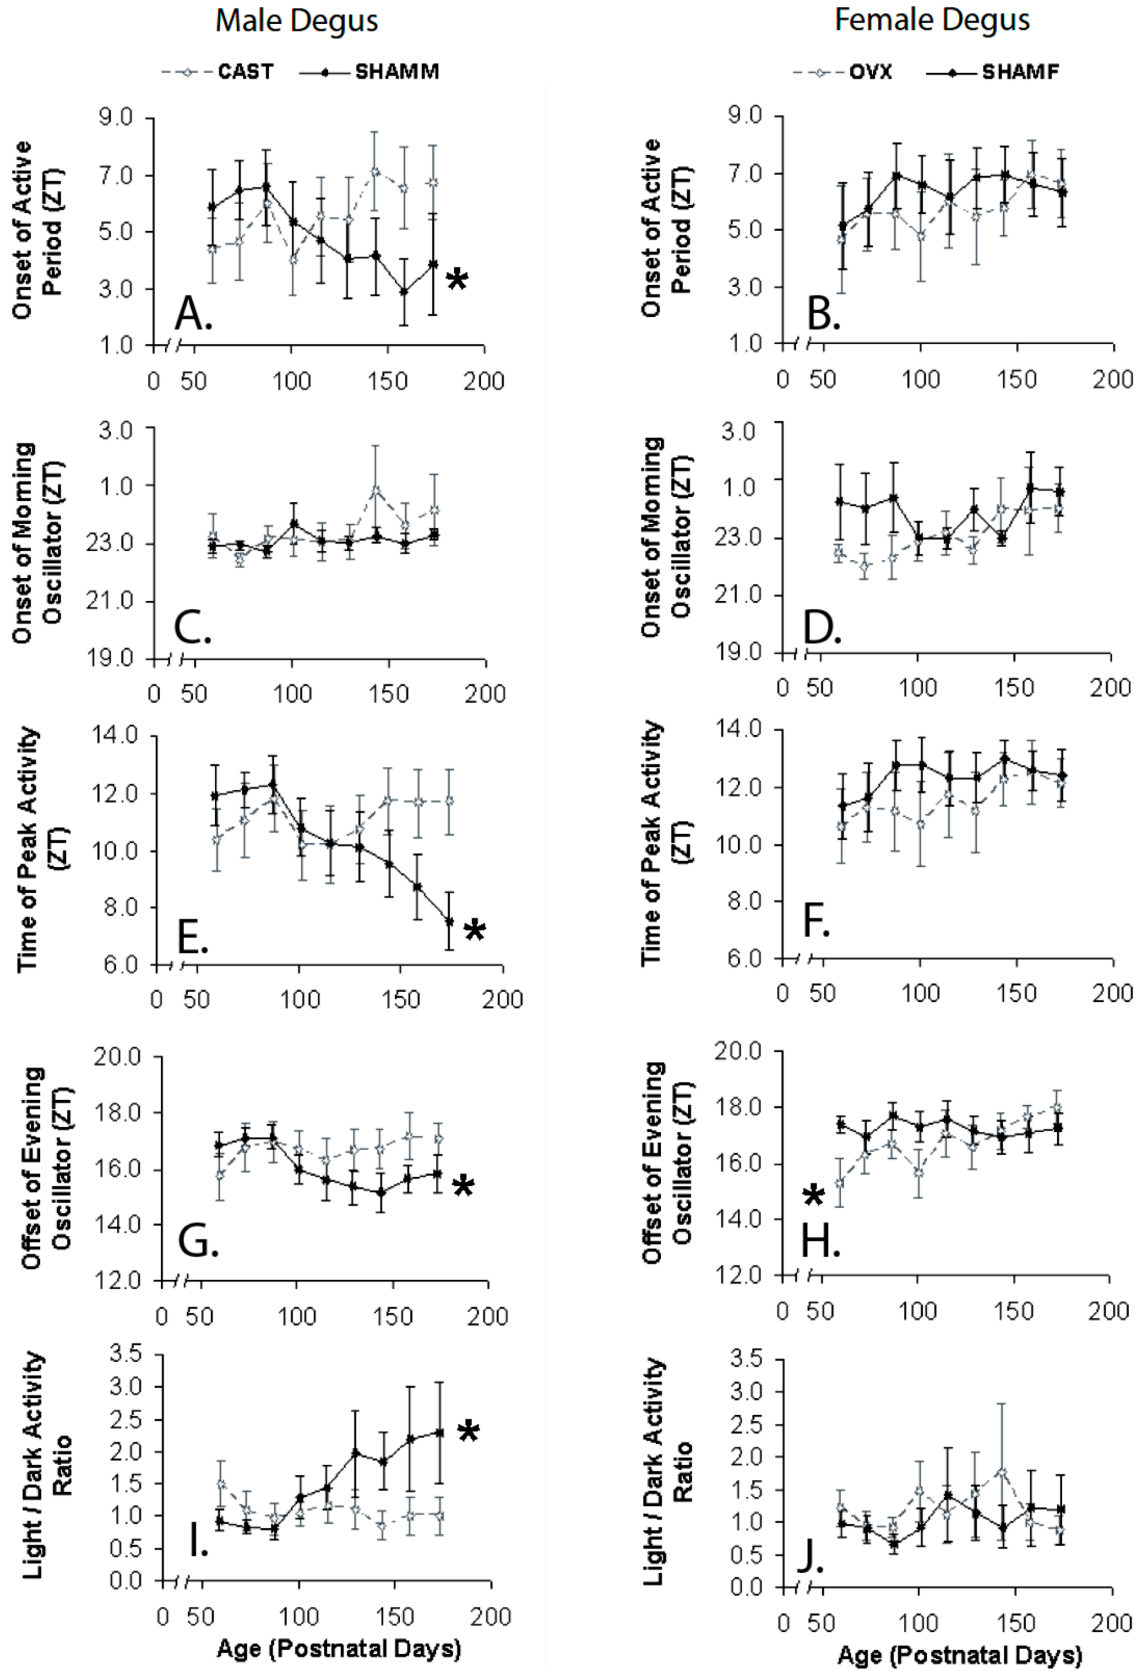 Male Degus
Female Degus
CAST SHAMM
OVX SHAMF
Onset of Active
Period (ZT)
9.0
7.0
5.0
3.0
1.0
A.
*
0 50 100 150 200
Onset of Active
Period (ZT)
9.0
7.0
5.0
3.0
1.0
B.
0 50 100 150 200
Onset of Morning
Oscillator (ZT)
3.0
1.0
23.0
21.0
19.0
C.
0 50 100 150 200
Onset of Morning
Oscillator (ZT)
3.0
1.0
23.0
21.0
19.0
D.
0 50 100 150 200
Time of Peak Activity
(ZT)
14.0
12.0
10.0
8.0
6.0
E.
*
0 50 100 150 200
Time of Peak Activity
(ZT)
14.0
12.0
10.0
8.0
6.0
F.
0 50 100 150 200
Offset of Evening
Oscillator (ZT)
20.0
18.0
16.0
14.0
12.0
G.
*
0 50 100 150 200
Offset of Evening
Oscillator (ZT)
20.0
18.0
16.0
14.0
12.0
*
H.
0 50 100 150 200
Light / Dark Activity
Ratio
3.5
3.0
2.5
2.0
1.5
1.0
0.5
0.0
I.
*
0 50 100 150 200
Age (Postnatal Days)
Light / Dark Activity
Ratio
3.5
3.0
2.5
2.0
1.5
1.0
0.5
0.0
J.
0 50 100 150 200
Age (Postnatal Days)